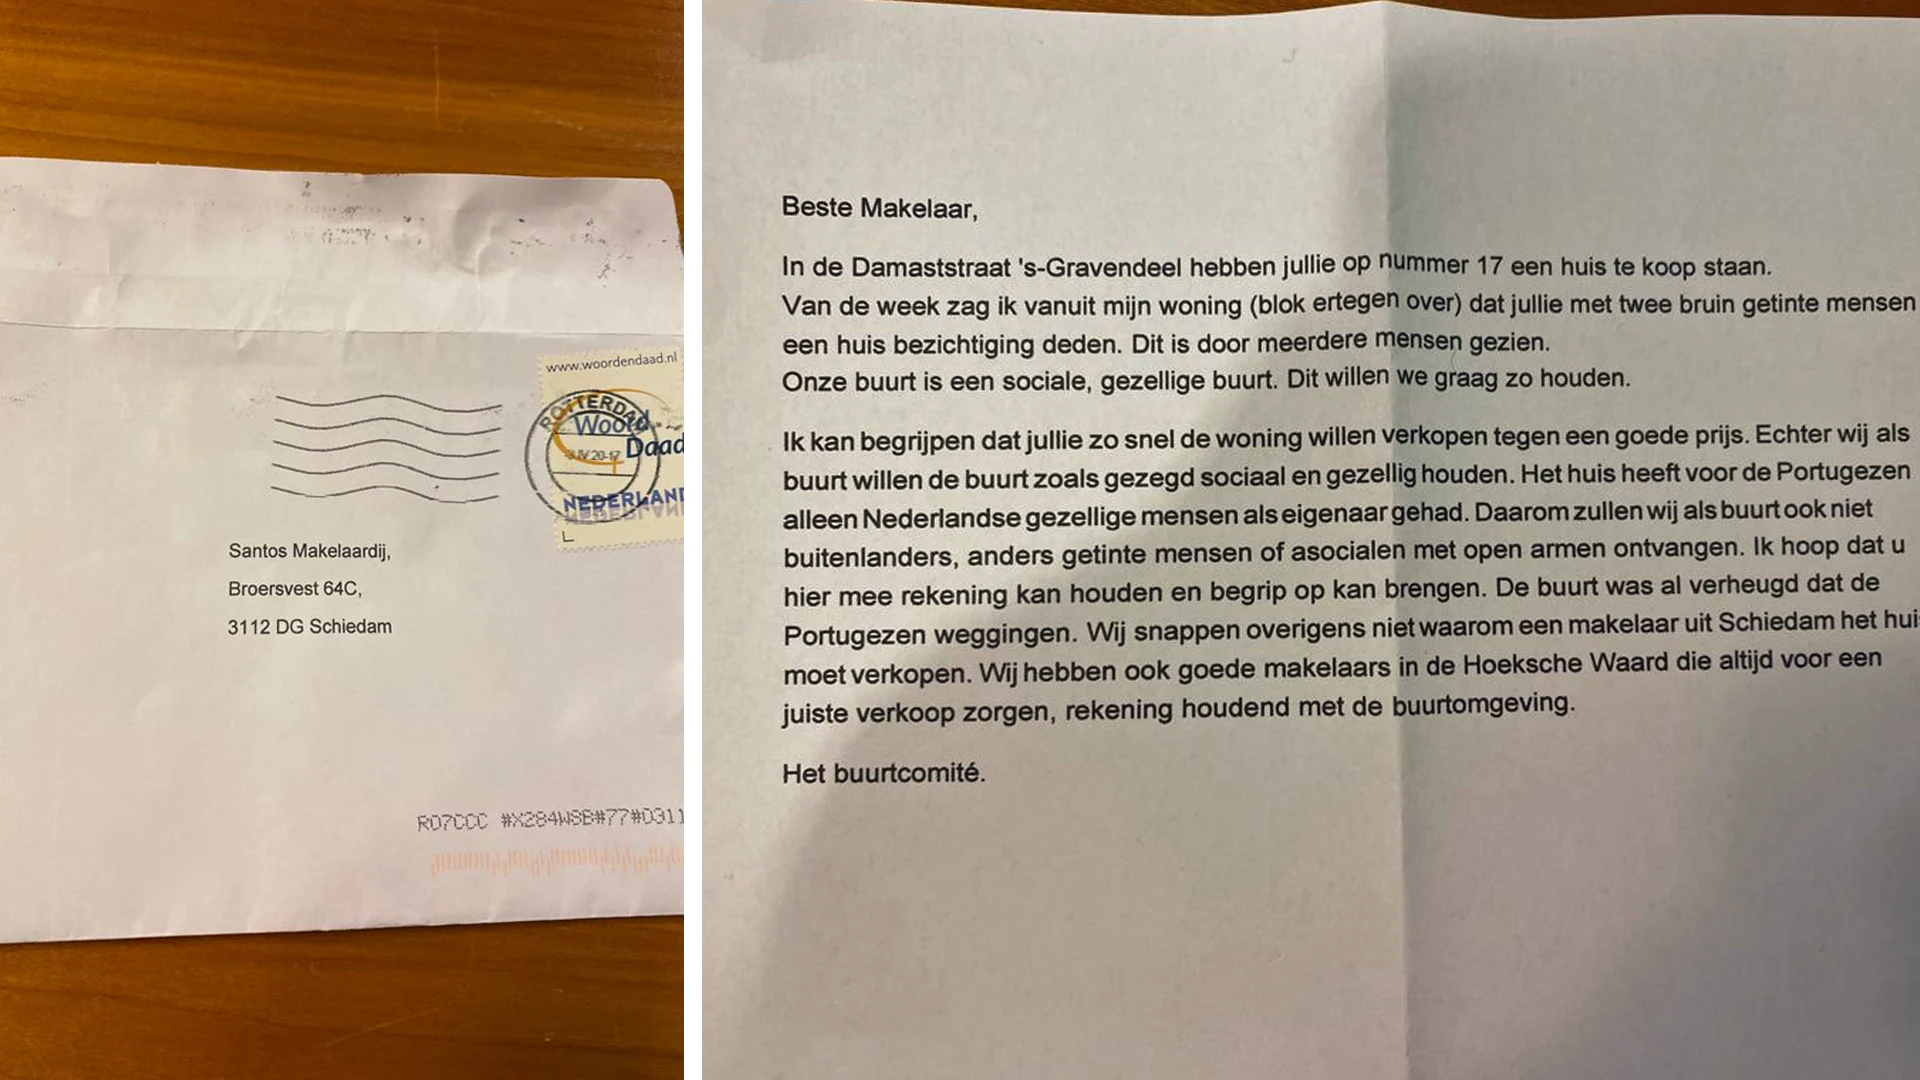 www.woordendaad.nl
ROTTERDA
Woord
Daad
NEDERLAND
L
Santos Makelaardij,
Broersvest 64C,
3112 DG Schiedam
RO7CCC #X284WSB#77#D311
Beste Makelaar,
In de Damaststraat 's-Gravendeel hebben jullie op nummer 17 een huis te koop staan.
Van de week zag ik vanuit mijn woning (blok ertegen over) dat jullie met twee bruin getinte mensen
een huis bezichtiging deden. Dit is door meerdere mensen gezien.
Onze buurt is een sociale, gezellige buurt. Dit willen we graag zo houden.
Ik kan begrijpen dat jullie zo snel de woning willen verkopen tegen een goede prijs. Echter wij als
buurt willen de buurt zoals gezegd sociaal en gezellig houden. Het huis heeft voor de Portugezen
alleen Nederlandse gezellige mensen als eigenaar gehad. Daarom zullen wij als buurt ook niet
buitenlanders, anders getinte mensen of asocialen met open armen ontvangen. Ik hoop dat u
hier mee rekening kan houden en begrip op kan brengen. De buurt was al verheugd dat de
Portugezen weggingen. Wij snappen overigens niet waarom een makelaar uit Schiedam het hui
moet verkopen. Wij hebben ook goede makelaars in de Hoeksche Waard die altijd voor een
juiste verkoop zorgen, rekening houdend met de buurtomgeving.
Het buurtcomité.